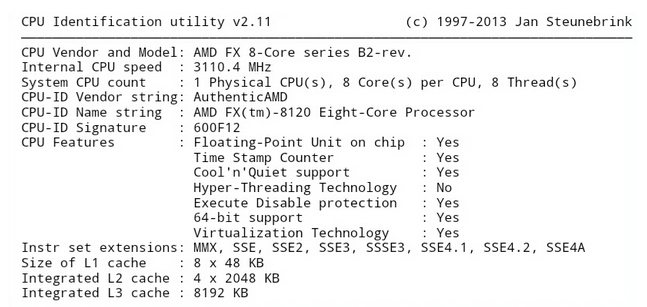 CPU Identification utility v2.11 (c) 1997-2013 Jan Steunebrink
CPU Vendor and Model: AMD FX 8-Core series B2-rev.
Internal CPU speed : 3110.4 MHz
System CPU count : 1 Physical CPU(s), 8 Core(s) per CPU, 8 Thread(s)
CPU-ID Vendor string: AuthenticAMD
CPU-ID Name string : AMD FX(tm)-8120 Eight-Core Processor
CPU-ID Signature : 600F12
CPU Features : Floating-Point Unit on chip : Yes
Time Stamp Counter : Yes
Cool'n'Quiet support : Yes
Hyper-Threading Technology : No
Execute Disable protection : Yes
64-bit support : Yes
Virtualization Technology : Yes
Instr set extensions: MMX, SSE, SSE2, SSE3, SSSE3, SSE4.1, SSE4.2, SSE4A
Size of L1 cache : 8 x 48 KB
Integrated L2 cache : 4 x 2048 KB
Integrated L3 cache : 8192 KB